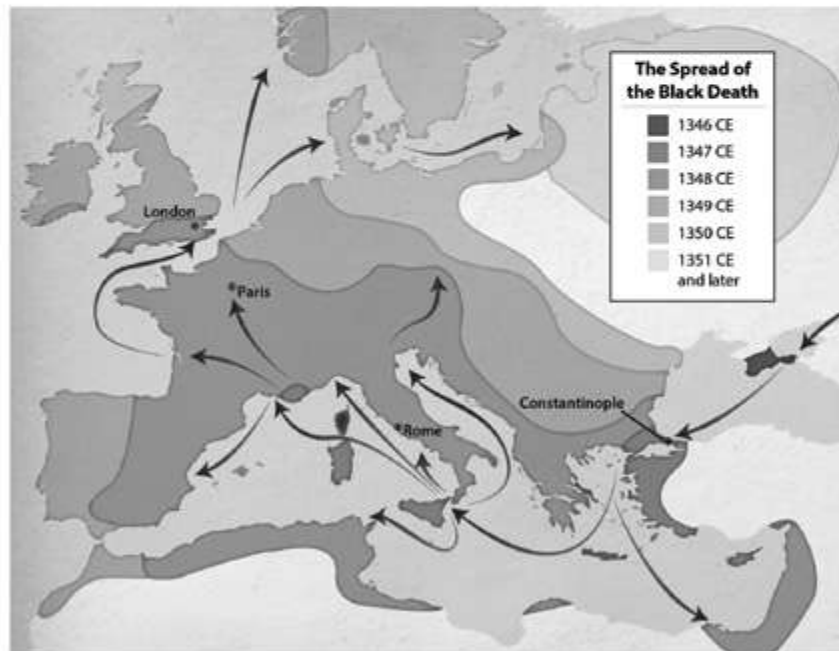 The Spread of
the Black Death
1346 CE
1347 CE
1348 CE
1349 CE
1350 CE
1351 CE
and later
London
Paris
Constantinople
Rome